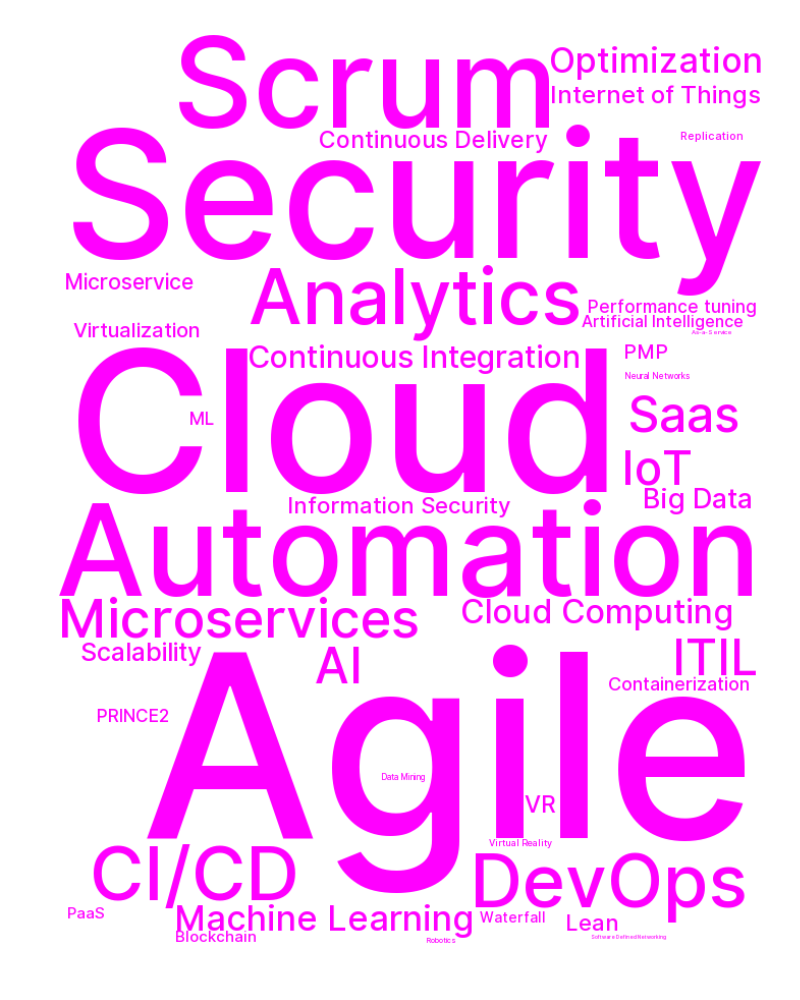 Scrum
Optimization
Internet of Things
Continuous Delivery
Replication
Security
Microservice
Analytics
Performance tuning
Artificial Intelligence
Virtualization
As-a-Service
Continuous Integration
PMP
Neural Networks
Cloud
ML
Saas
IoT
Big Data
Information Security
Automation
Microservices
Cloud Computing
Scalability
AI
ITIL
Containerization
PRINCE2
Agile
Data Mining
VR
Virtual Reality
CI/CD
DevOps
PaaS
Machine Learning
Waterfall
Lean
Blockchain
Robotics
Software Defined Networking